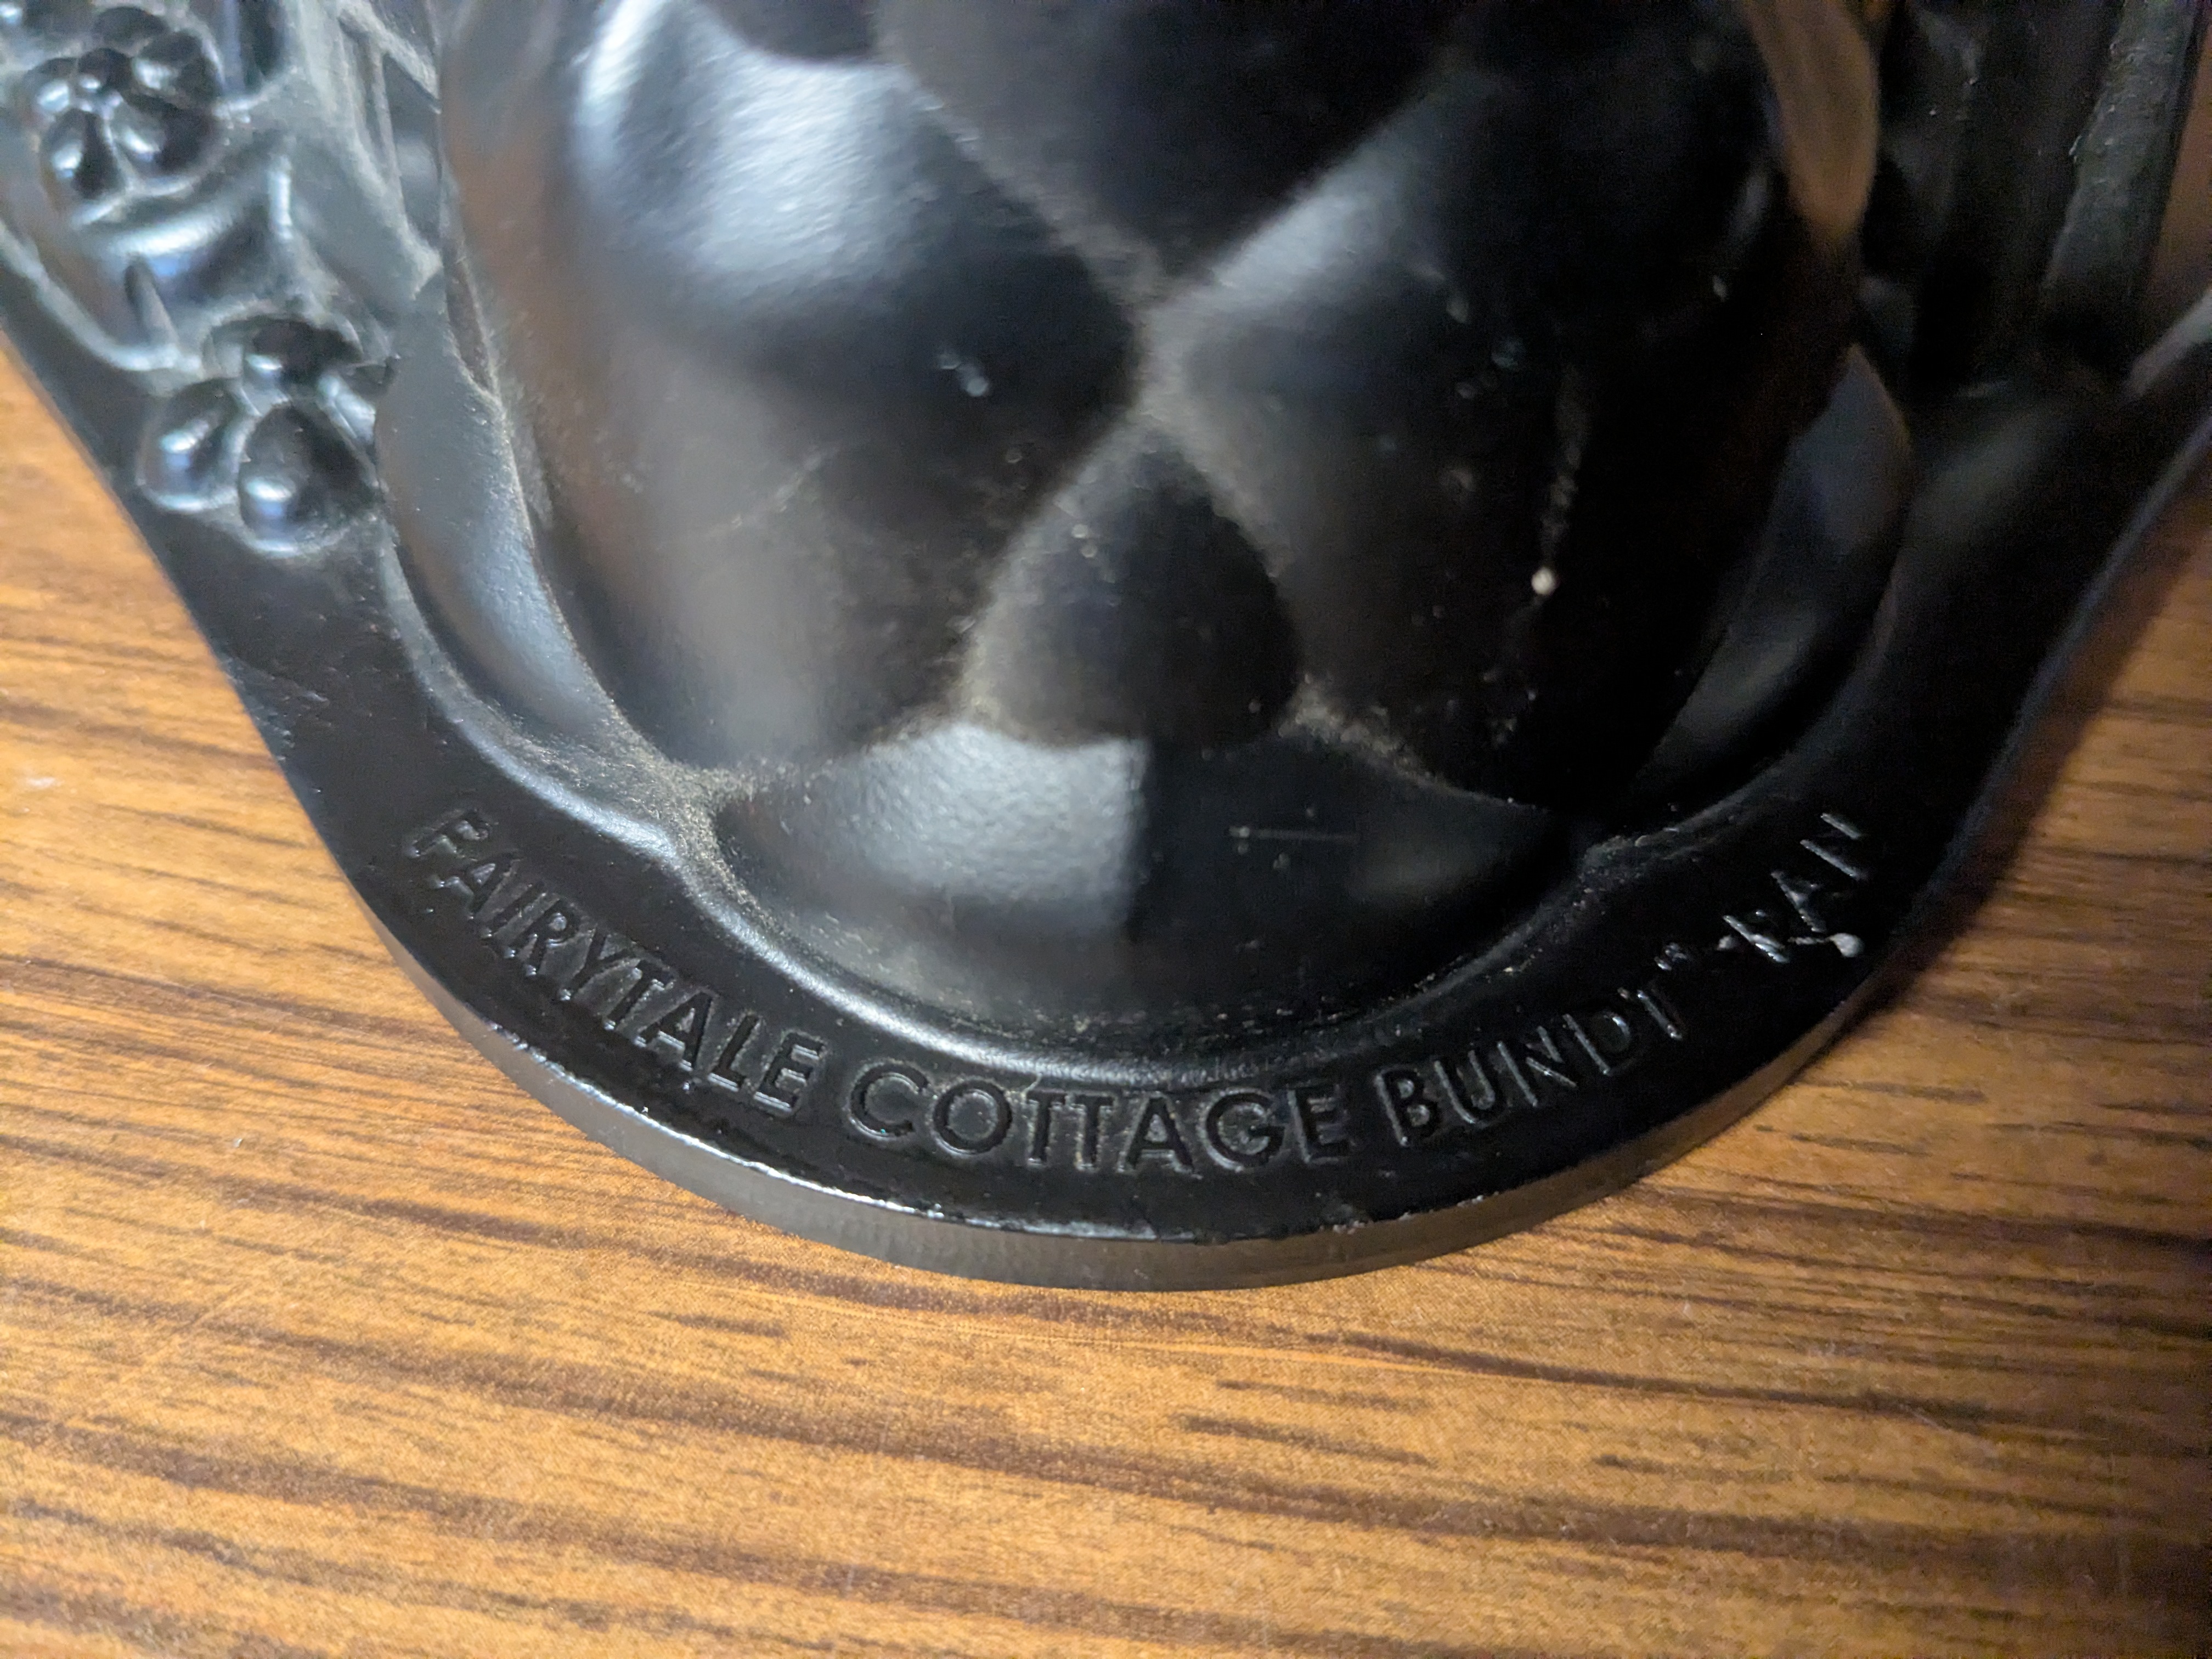 FAIRYTALE COTTAGE BUNDT® PAN